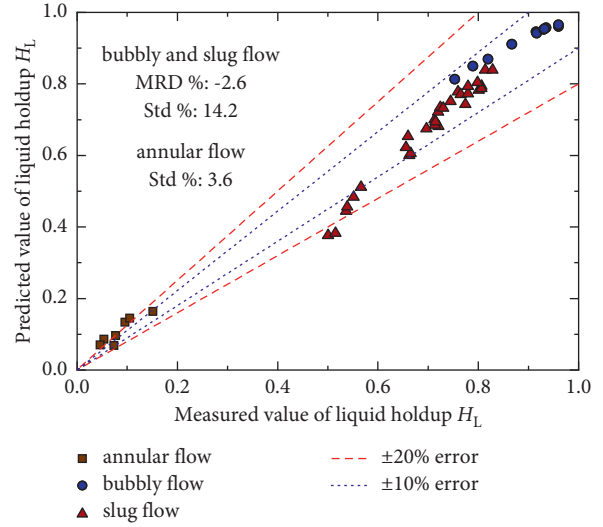 1.0
0.8
0.6
0.4
0.2
0.0
Predicted value of liquid holdup H_L
bubbly and slug flow
MRD %: -2.6
Std %: 14.2
annular flow
Std %: 3.6
0.0 0.2 0.4 0.6 0.8 1.0
Measured value of liquid holdup H_L
annular flow
bubbly flow
slug flow
±20% error
±10% error